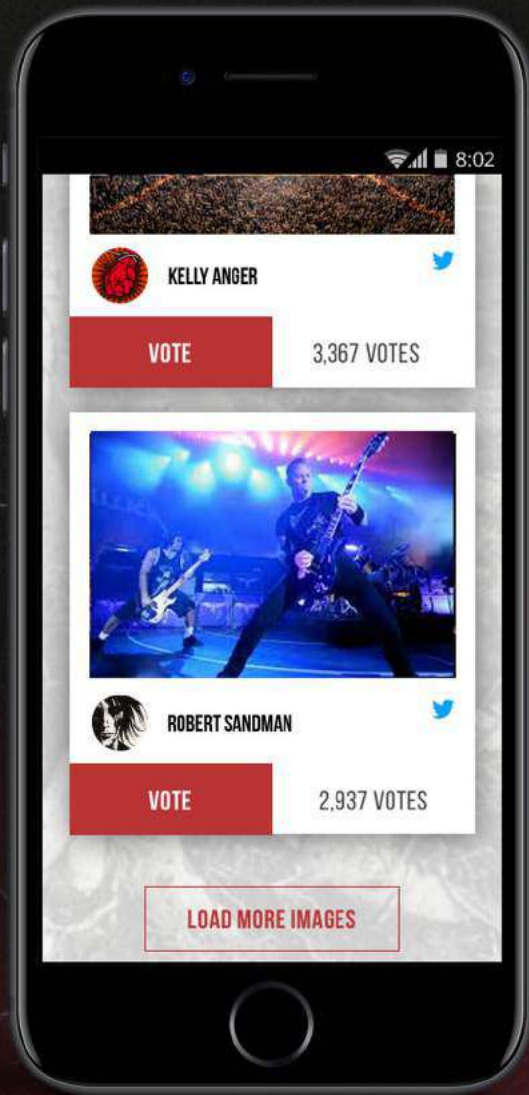 8:02
KELLY ANGER
VOTE
3,367 VOTES
ROBERT SANDMAN
VOTE
2,937 VOTES
LOAD MORE IMAGES